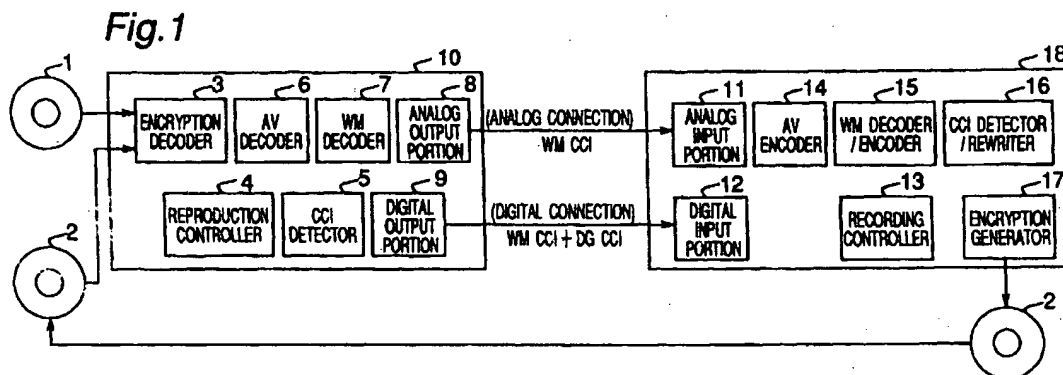 Fig.1
1
10
18
3
6
7
8
ENCRYPTION
DECODER
AV
DECODER
WM
DECODER
ANALOG
OUTPUT
PORTION
(ANALOG CONNECTION)
WM CCI
11
14
15
16
ANALOG
INPUT
PORTION
AV
ENCODER
WM DECODER
/ENCODER
CCI DETECTOR
/REWRITER
4
5
9
REPRODUCTION
CONTROLLER
CCI
DETECTOR
DIGITAL
OUTPUT
PORTION
(DIGITAL CONNECTION)
WM CCI + DG CCI
12
13
17
DIGITAL
INPUT
PORTION
RECORDING
CONTROLLER
ENCRYPTION
GENERATOR
2
2